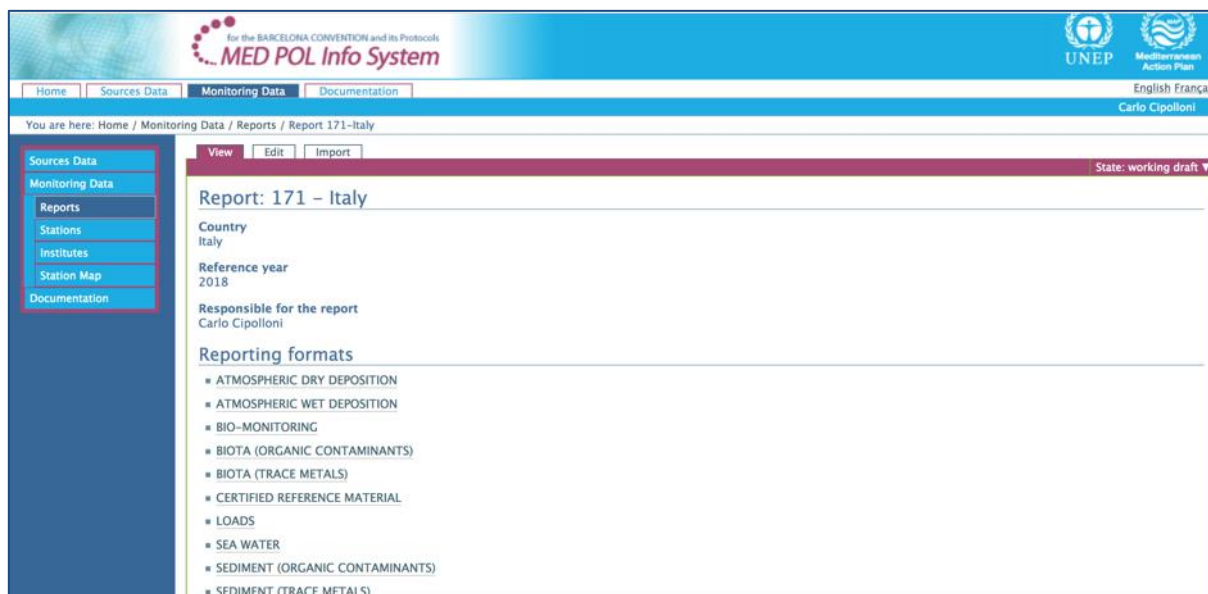 for the BARCELONA CONVENTION and its Protocols
MED POL Info System
UNEP
Mediterranean
Action Plan
Home
Sources Data
Monitoring Data
Documentation
English França
Carlo Cipolloni
You are here: Home / Monitoring Data / Reports / Report 171-Italy
Sources Data
Monitoring Data
Reports
Stations
Institutes
Station Map
Documentation
View
Edit
Import
State: working draft ▼
Report: 171 - Italy
Country
Italy
Reference year
2018
Responsible for the report
Carlo Cipolloni
Reporting formats
ATMOSPHERIC DRY DEPOSITION
ATMOSPHERIC WET DEPOSITION
BIO-MONITORING
BIOTA (ORGANIC CONTAMINANTS)
BIOTA (TRACE METALS)
CERTIFIED REFERENCE MATERIAL
LOADS
SEA WATER
SEDIMENT (ORGANIC CONTAMINANTS)
SEDIMENT (TRACE METALS)